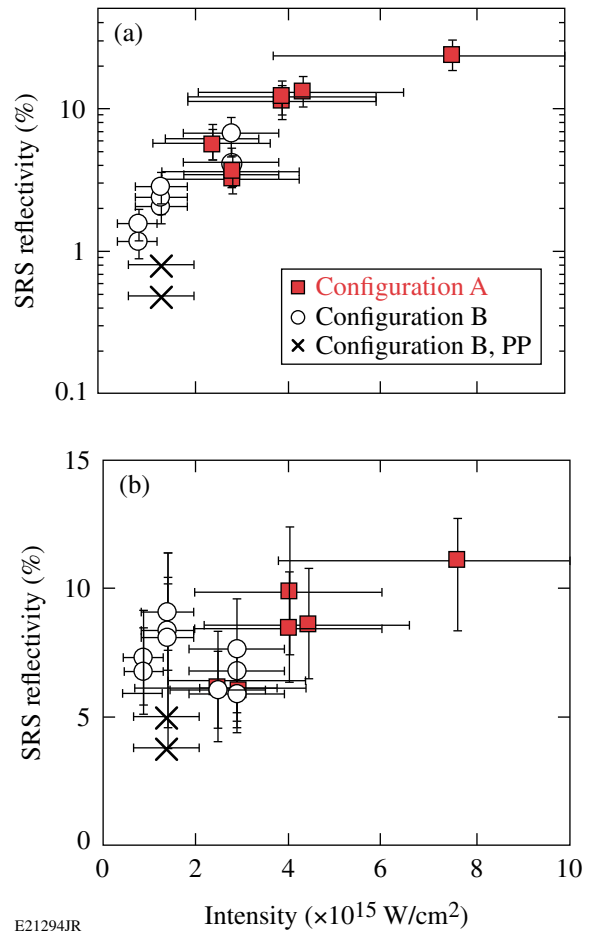 (a)
SRS reflectivity (%)
10
1
0.1
Configuration A
Configuration B
Configuration B, PP
(b)
SRS reflectivity (%)
15
10
5
0
0 2 4 6 8 10
Intensity (×10¹⁵ W/cm²)
E21294JR